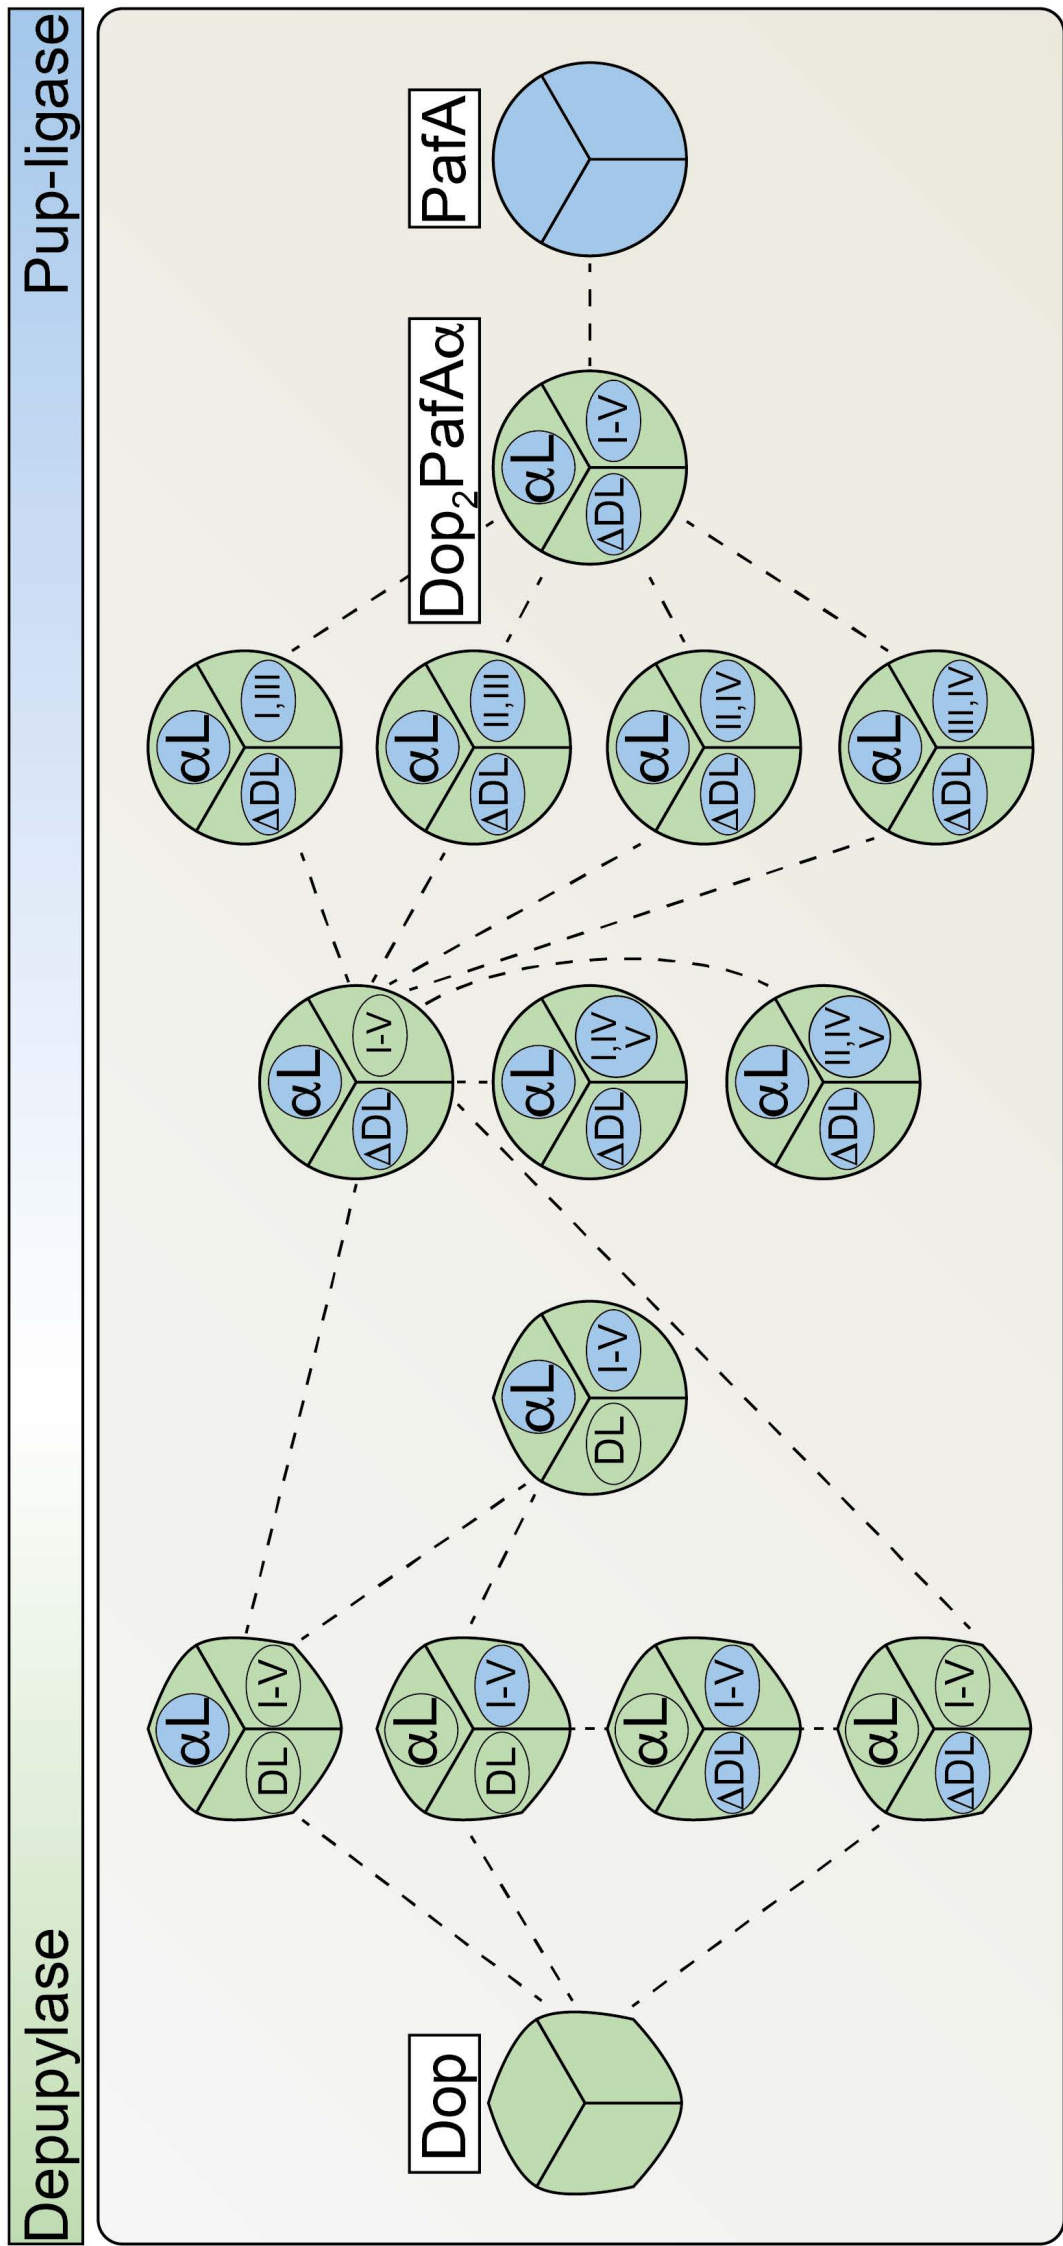 Depupylase
Pup-ligase
Dop
αL
DL
I-V
αL
DL
I-V
αL
ΔDL
I-V
αL
ΔDL
I-V
αL
DL
I-V
αL
ΔDL
I-V
αL
ΔDL
I,IV
V
αL
ΔDL
II,IV
V
αL
ΔDL
I,III
αL
ΔDL
II,III
αL
ΔDL
II,IV
αL
ΔDL
III,IV
Dop₂PafAα
αL
ΔDL
I-V
PafA